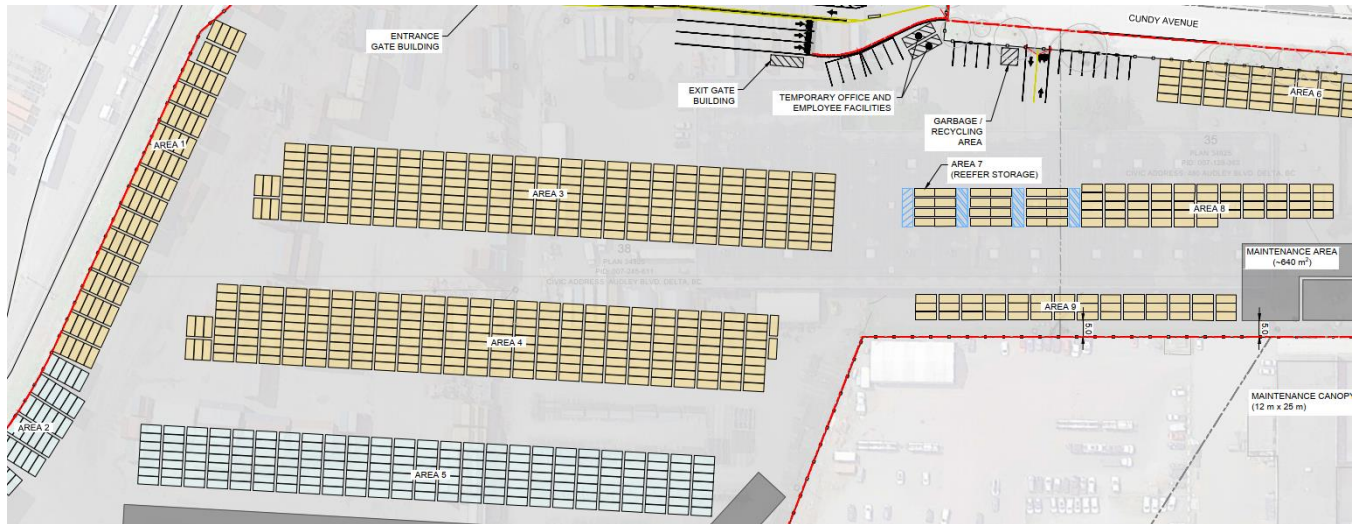 ENTRANCE
GATE BUILDING
CUNDY AVENUE
EXIT GATE
BUILDING
TEMPORARY OFFICE AND
EMPLOYEE FACILITIES
GARBAGE /
RECYCLING
AREA
AREA 6
AREA 1
35
AREA 7
(REEFER STORAGE)
AREA 3
AREA 8
38
MAINTENANCE AREA
(~640 m²)
AREA 9
5.0
5.0
AREA 4
MAINTENANCE CANOPY
(12 m x 25 m)
AREA 2
AREA 5